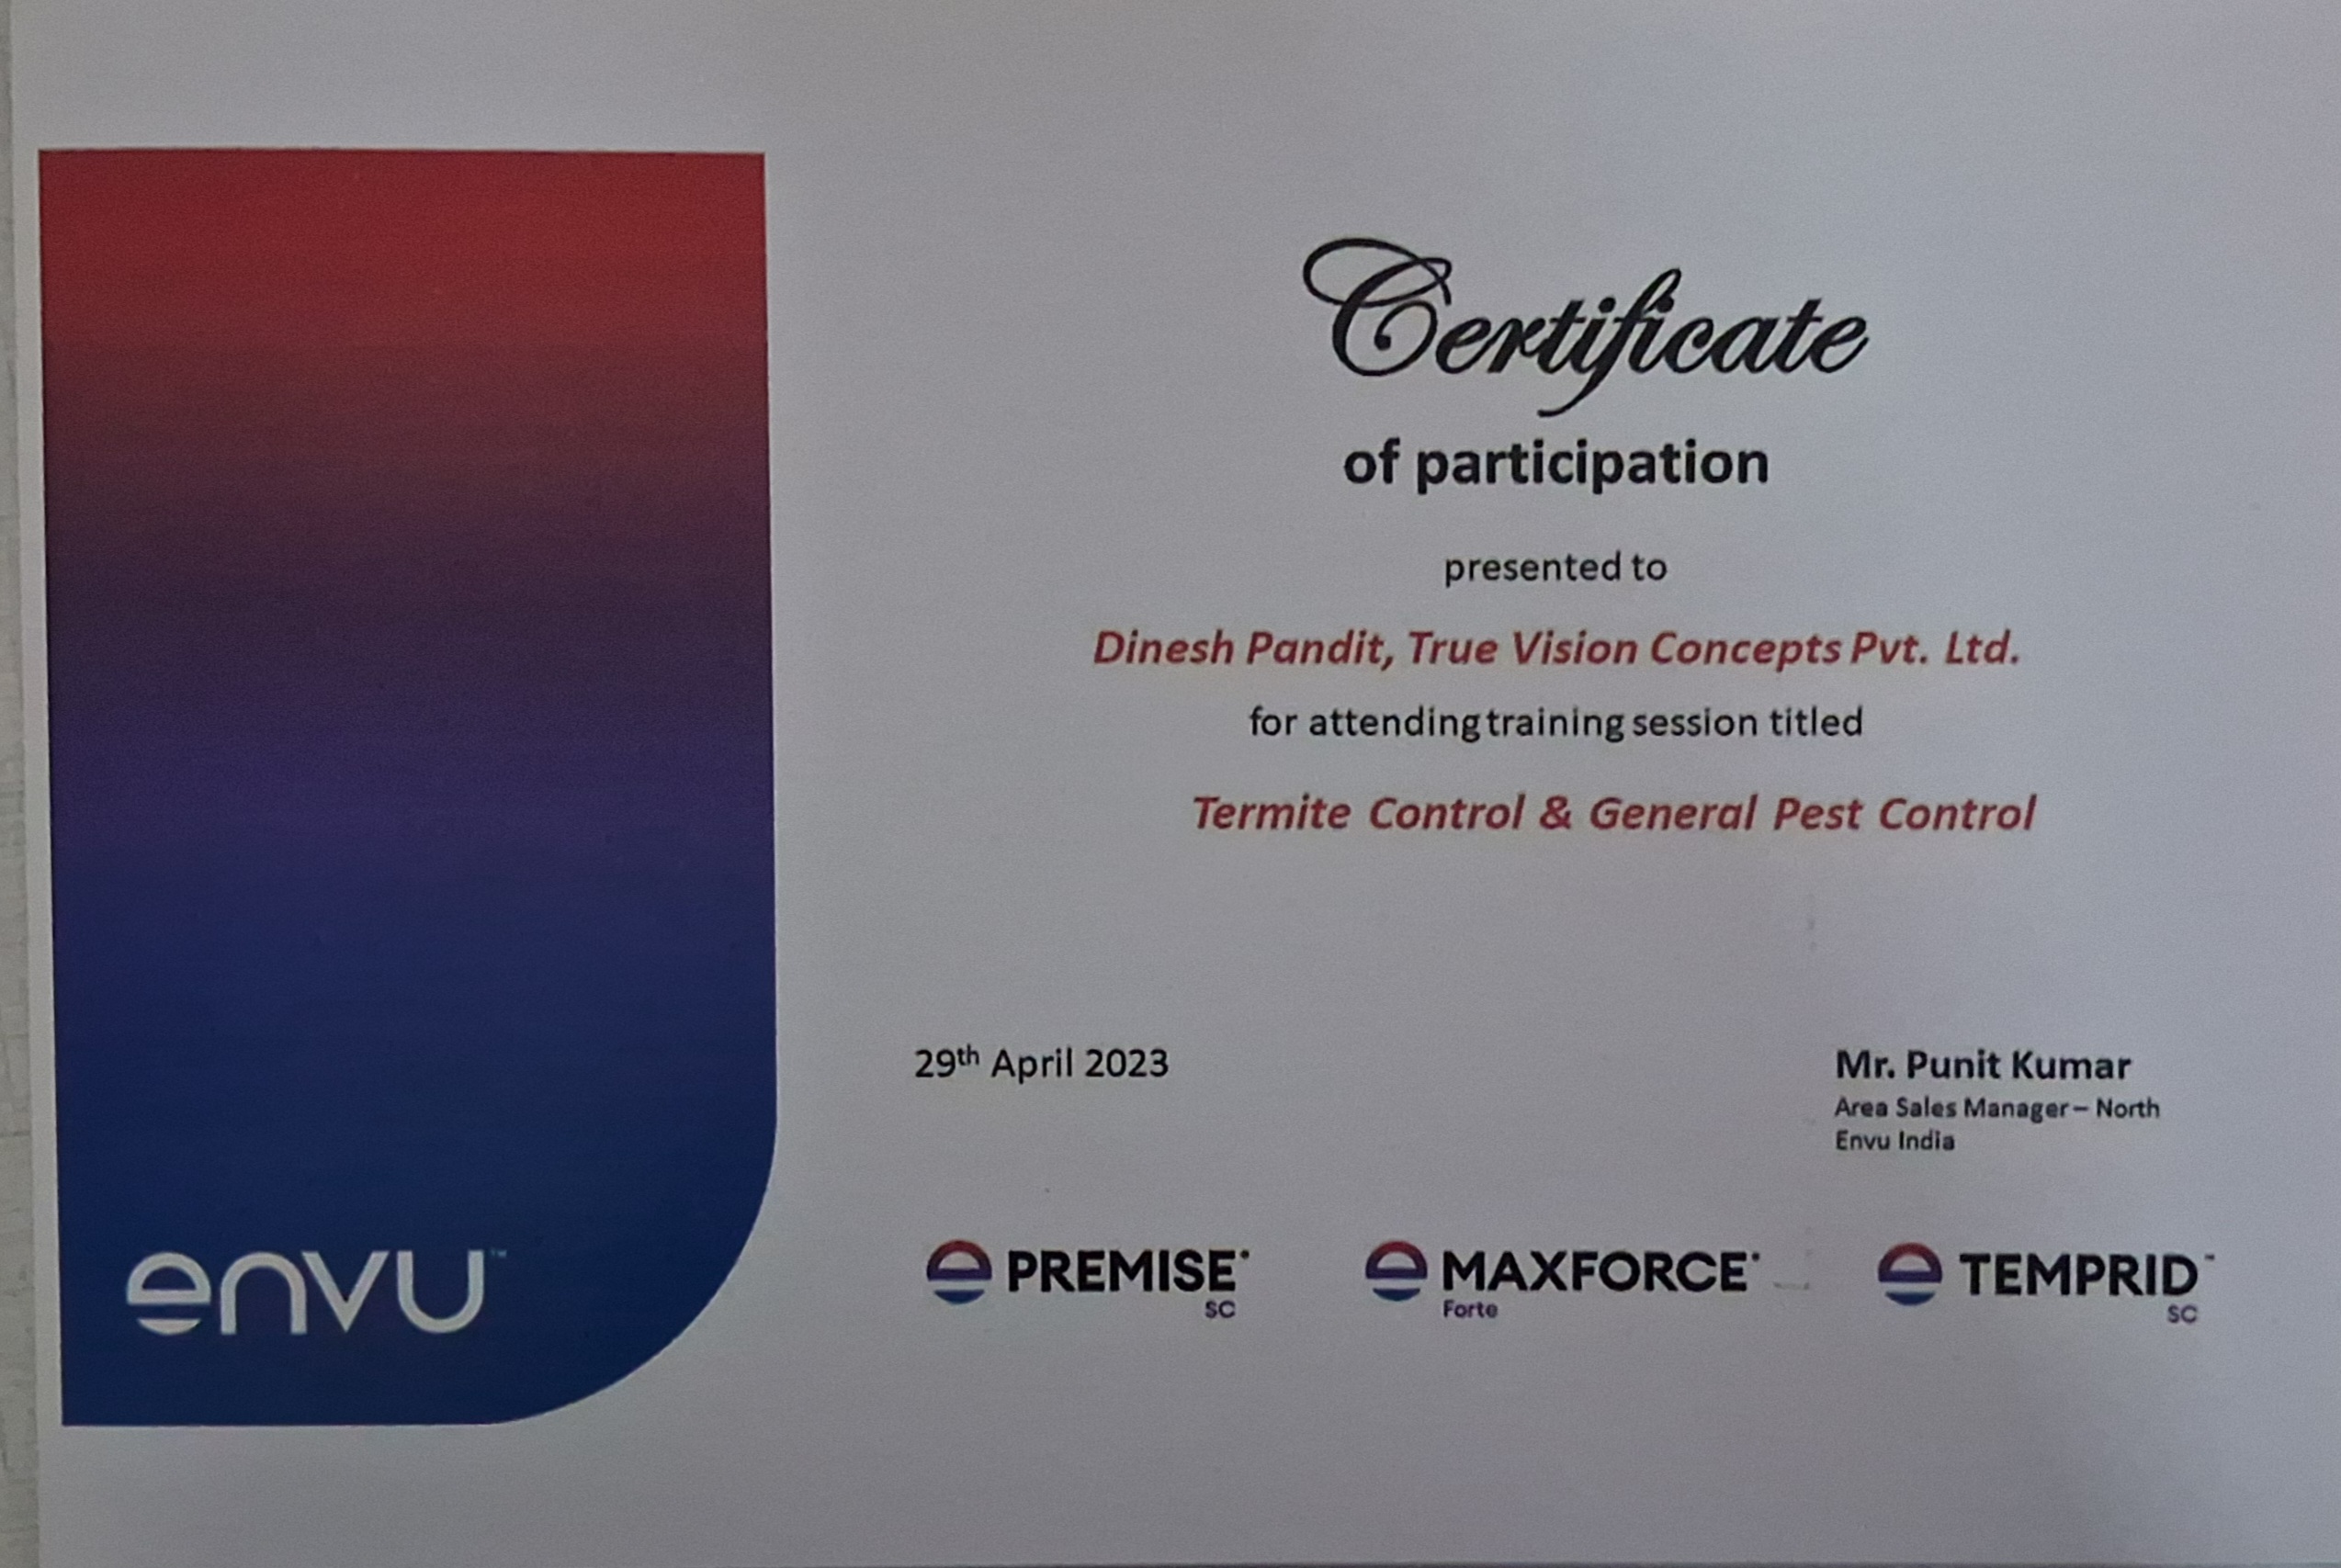 Certificate
of participation
presented to
Dinesh Pandit, True Vision Concepts Pvt. Ltd.
for attending training session titled
Termite Control & General Pest Control
29th April 2023
Mr. Punit Kumar
Area Sales Manager – North
Envu India
envu™
PREMISE®
SC
MAXFORCE®
Forte
TEMPRID™
SC